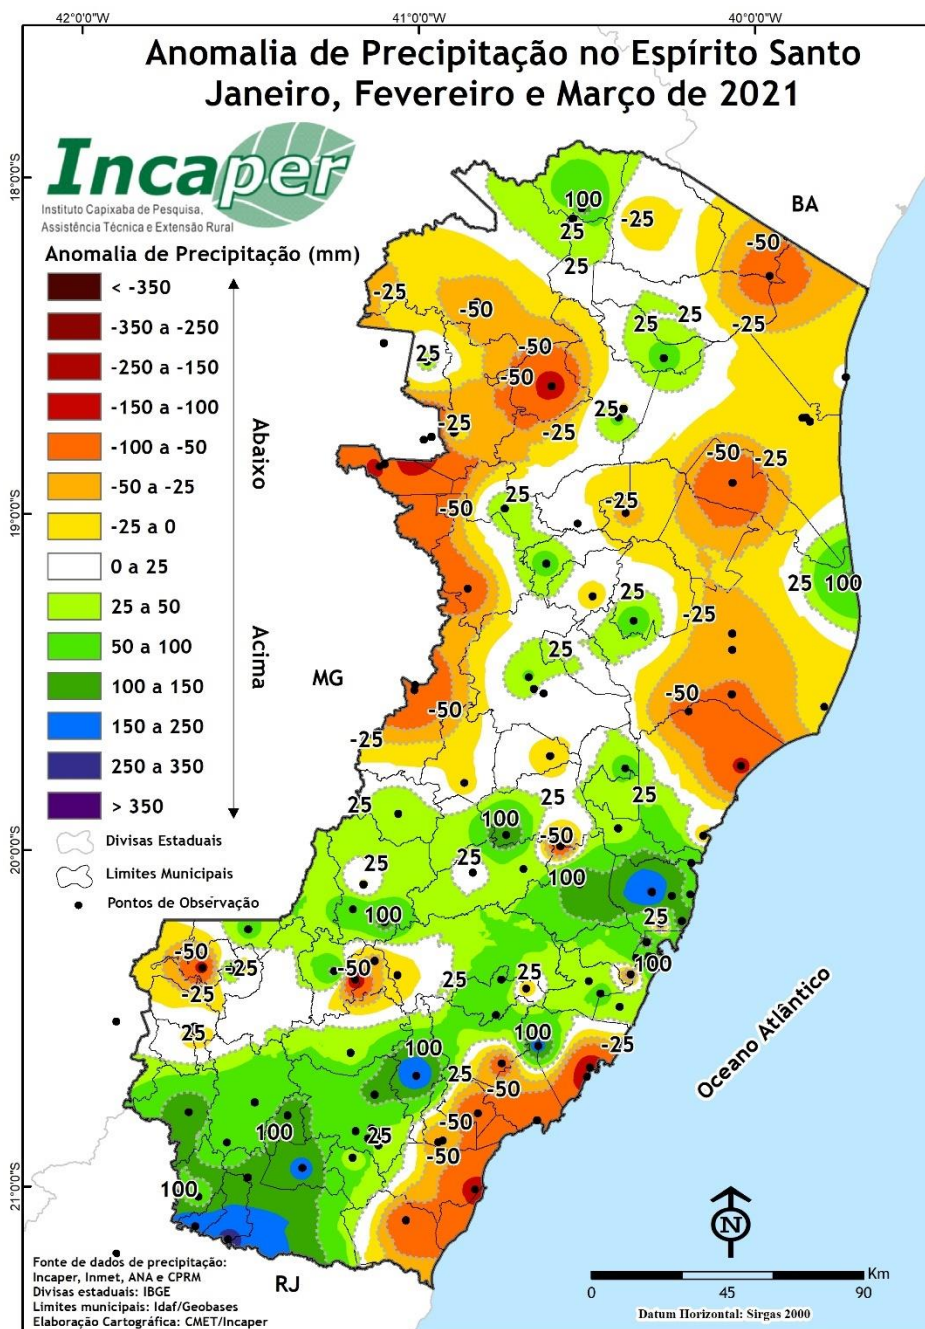 42°0'0"W
41°0'0"W
40°0'0"W
Anomalia de Precipitação no Espírito Santo
Janeiro, Fevereiro e Março de 2021
Incaper
Instituto Capixaba de Pesquisa,
Assistência Técnica e Extensão Rural
Anomalia de Precipitação (mm)
< -350
-350 a -250
-250 a -150
-150 a -100
-100 a -50
-50 a -25
-25 a 0
0 a 25
25 a 50
50 a 100
100 a 150
150 a 250
250 a 350
> 350
Abaixo
Acima
Divisas Estaduais
Limites Municipais
Pontos de Observação
18°0'0"S
19°0'0"S
20°0'0"S
21°0'0"S
BA
MG
RJ
Oceano Atlântico
100
-25
25
-50
25
-25
-50
25
25
-25
-50
25
-50
25
-25
-25
-50
-25
-50
25
-25
25
100
25
-25
25
-50
-50
-25
25
25
25
100
-50
25
25
100
100
25
-50
-25
-50
25
25
100
-25
25
100
100
-25
25
-50
-50
100
25
-50
100
N
Km
0
45
90
Datum Horizontal: Sirgas 2000
Fonte de dados de precipitação:
Incaper, Inmet, ANA e CPRM
Divisas estaduais: IBGE
Limites municipais: Idaf/Geobases
Elaboração Cartográfica: CMET/Incaper